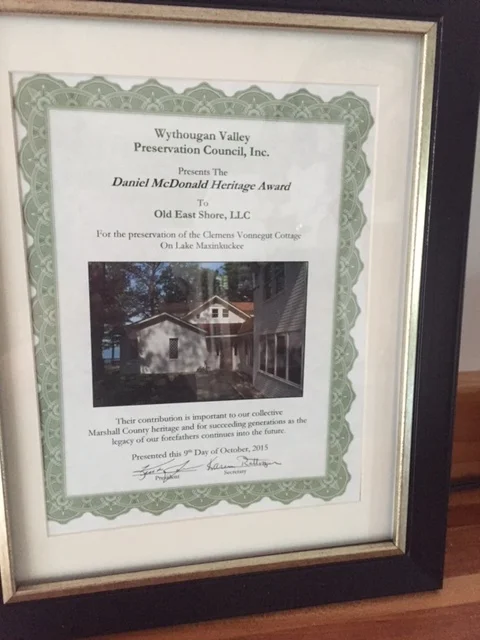 Wythougan Valley
Preservation Council, Inc.
Presents The
Daniel McDonald Heritage Award
To
Old East Shore, LLC
For the preservation of the Clemens Vonnegut Cottage
On Lake Maxinkuckee
Their contribution is important to our collective
Marshall County heritage and for succeeding generations as the
legacy of our forefathers continues into the future.
Presented this 9th Day of October, 2015
President
Secretary